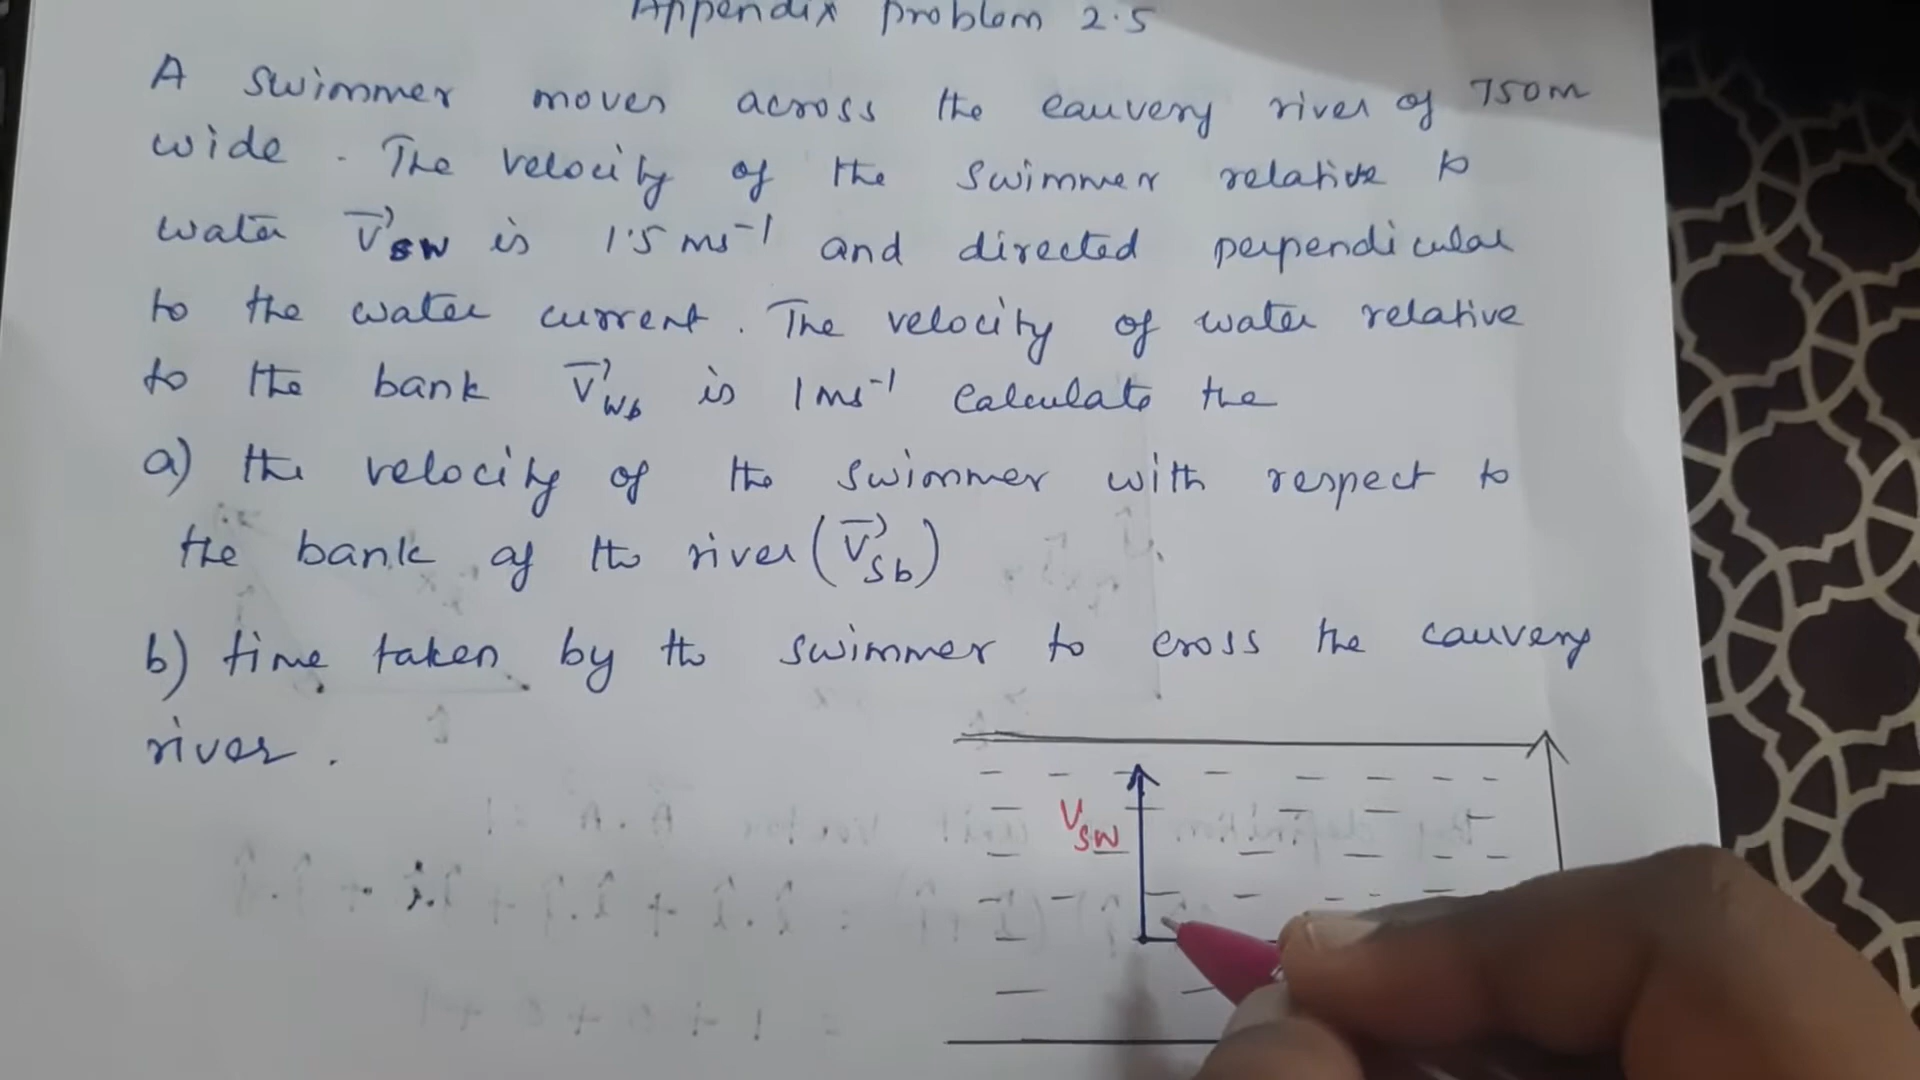 Appendix problem 2.5
A swimmer moves across the cauvery river of 750m
wide. The velocity of the swimmer relative to
water V⃗SW is 1.5 ms⁻¹ and directed perpendicular
to the water current. The velocity of water relative
to the bank V⃗Wb is 1ms⁻¹ calculate the
a) the velocity of the swimmer with respect to
the bank of the river (V⃗Sb)
b) time taken by the swimmer to cross the cauvery
river.
VSW